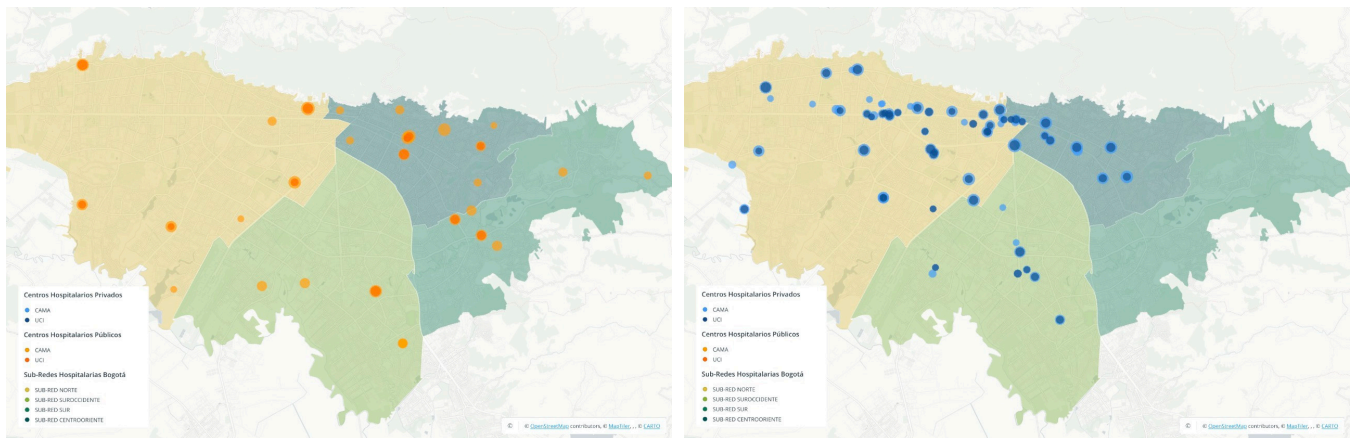 Centros Hospitalarios Privados
CAMA
UCI
Centros Hospitalarios Públicos
CAMA
UCI
Sub-Redes Hospitalarias Bogotá
SUB-RED NORTE
SUB-RED SUROCCIDENTE
SUB-RED SUR
SUB-RED CENTROORIENTE
© © OpenStreetMap contributors, © MapTiler, ... © CARTO
Centros Hospitalarios Privados
CAMA
UCI
Centros Hospitalarios Públicos
CAMA
UCI
Sub-Redes Hospitalarias Bogotá
SUB-RED NORTE
SUB-RED SUROCCIDENTE
SUB-RED SUR
SUB-RED CENTROORIENTE
© © OpenStreetMap contributors, © MapTiler, ... © CARTO